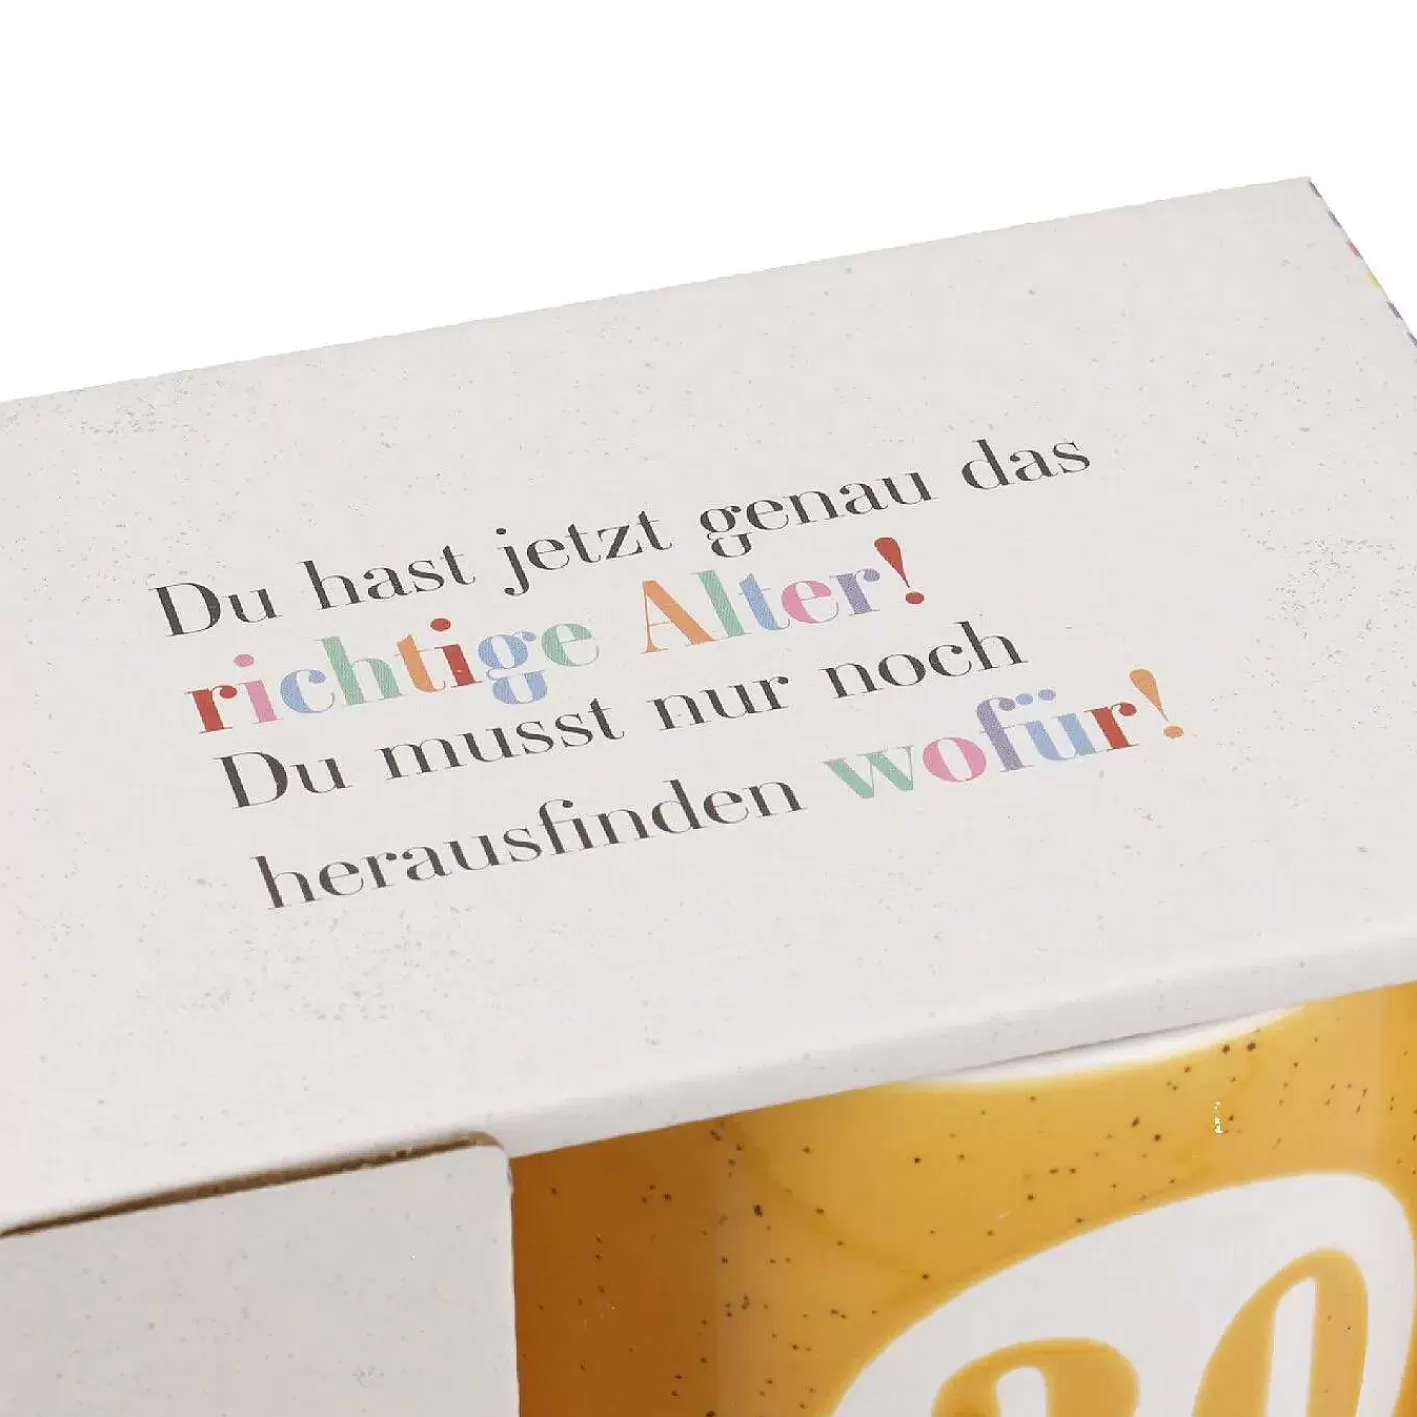 Du hast jetzt genau das
richtige Alter!
Du musst nur noch
herausfinden wofür!